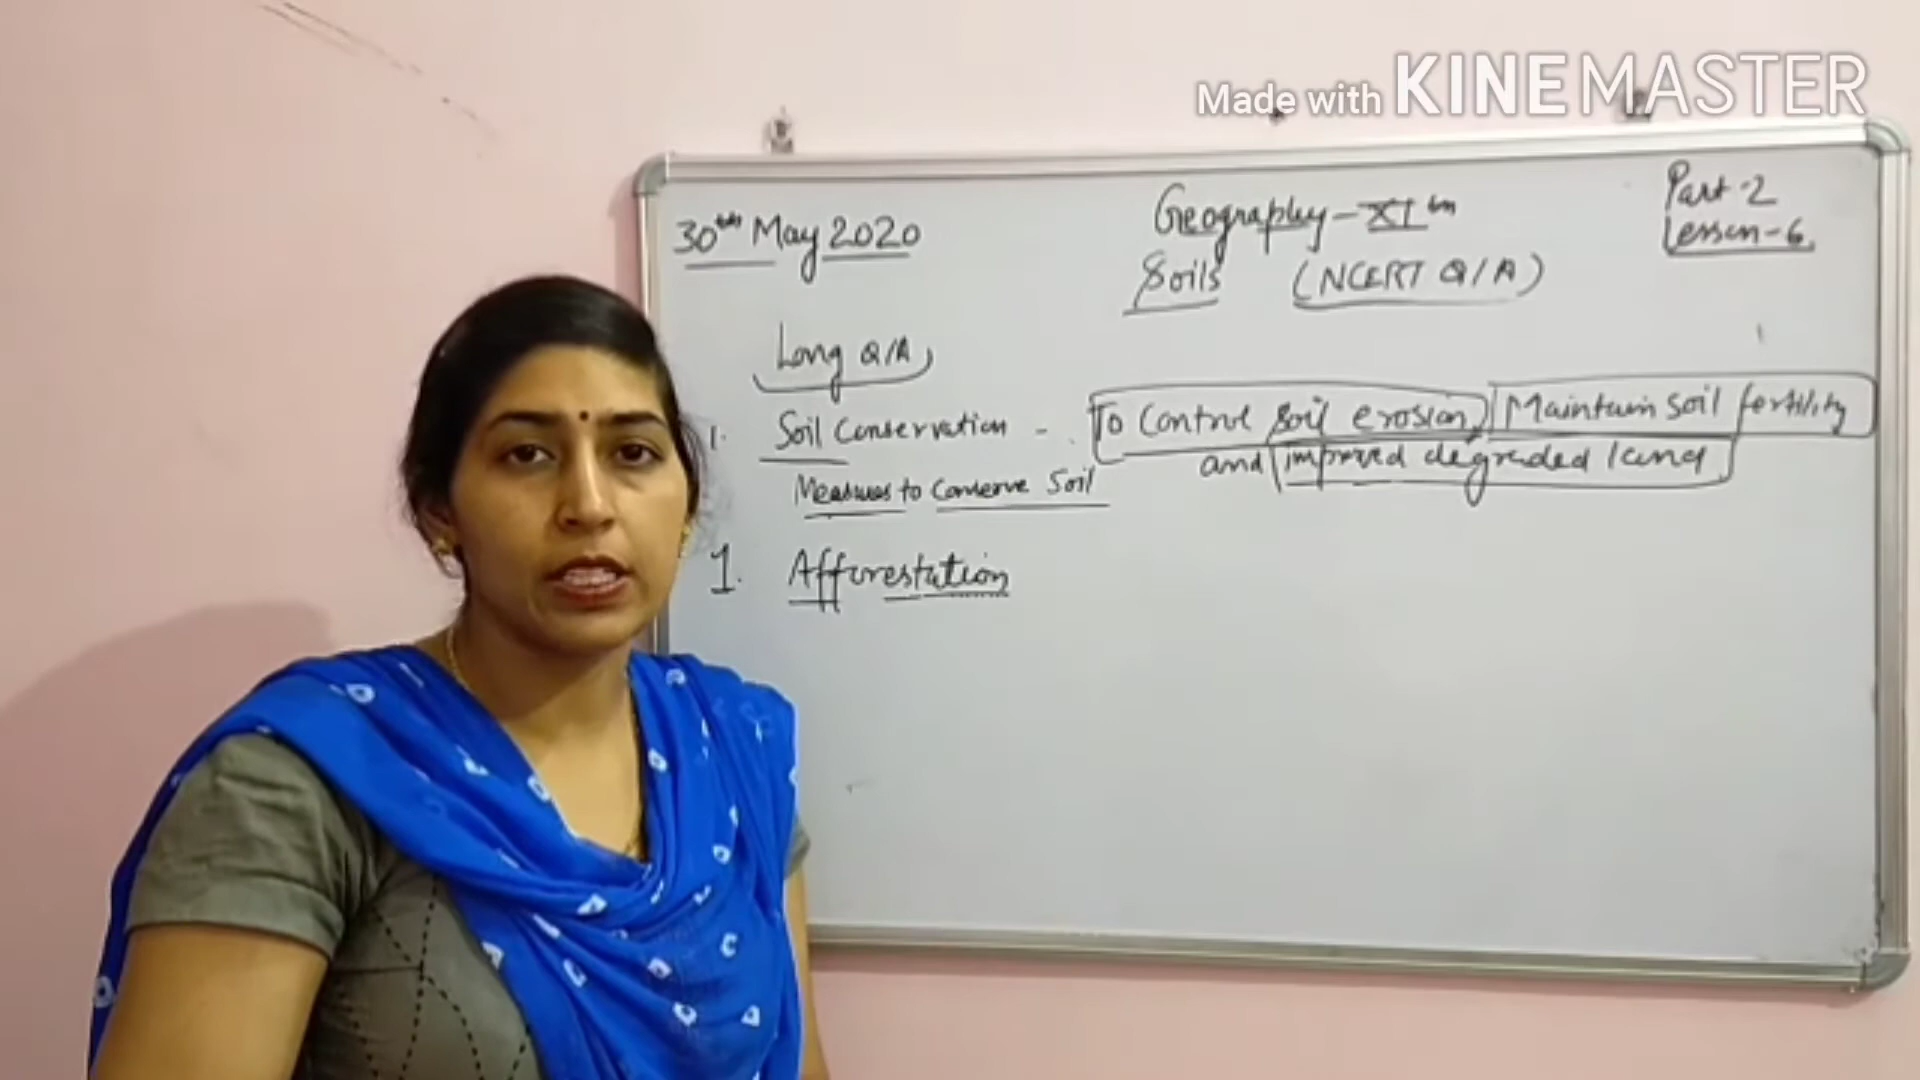 Made with KINEMASTER
30th May 2020
Geography - XIth
Part-2
Lesson-6
Soils (NCERT Q/A)
Long Q/A
1. Soil Conservation - To Control Soil erosion Maintain Soil fertility
and improved degraded land
Measures to Conserve Soil
1. Afforestation